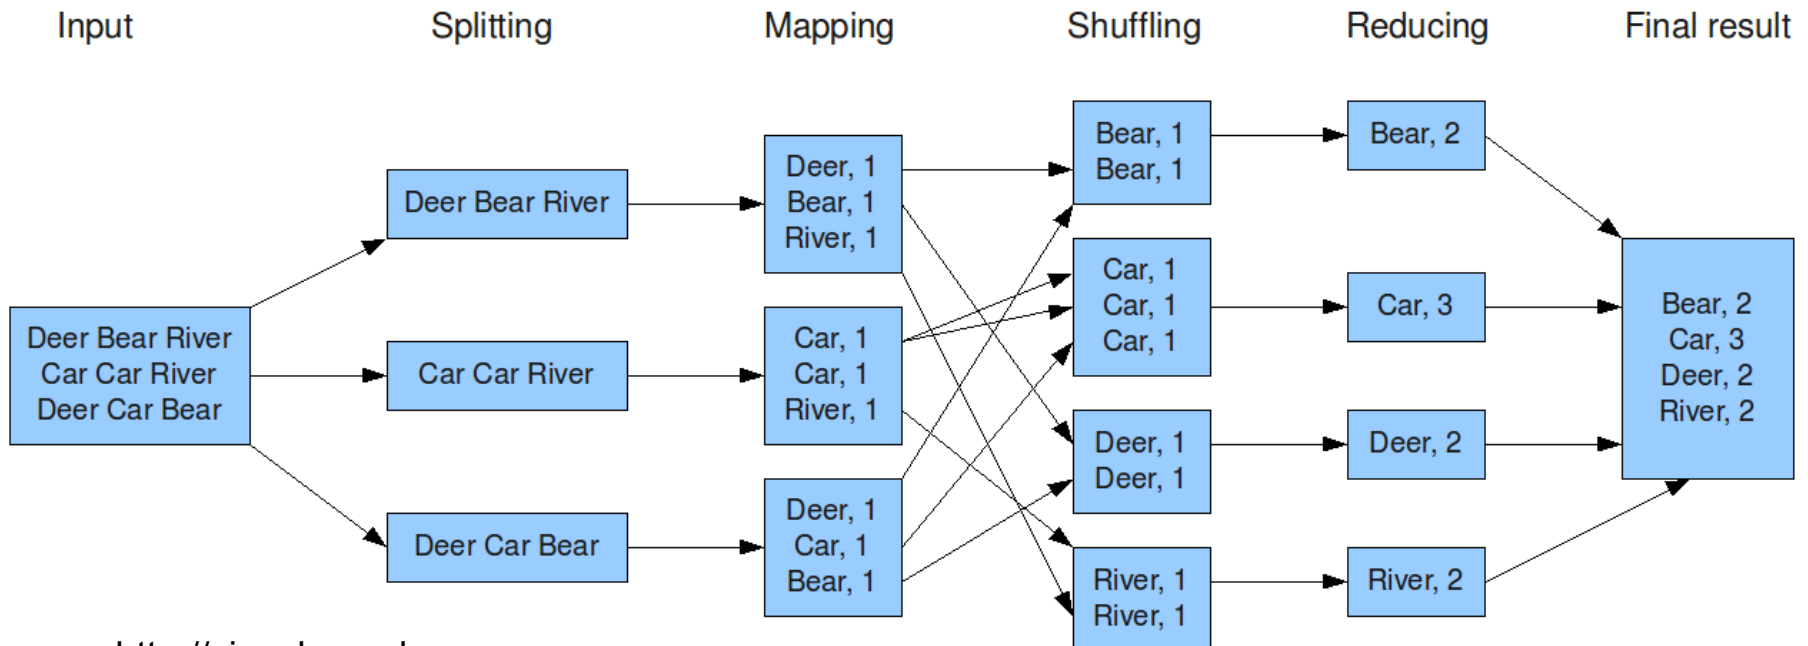 Input
Splitting
Mapping
Shuffling
Reducing
Final result
Deer Bear River
Car Car River
Deer Car Bear
Deer Bear River
Car Car River
Deer Car Bear
Deer, 1
Bear, 1
River, 1
Car, 1
Car, 1
River, 1
Deer, 1
Car, 1
Bear, 1
Bear, 1
Bear, 1
Car, 1
Car, 1
Car, 1
Deer, 1
Deer, 1
River, 1
River, 1
Bear, 2
Car, 3
Deer, 2
River, 2
Bear, 2
Car, 3
Deer, 2
River, 2